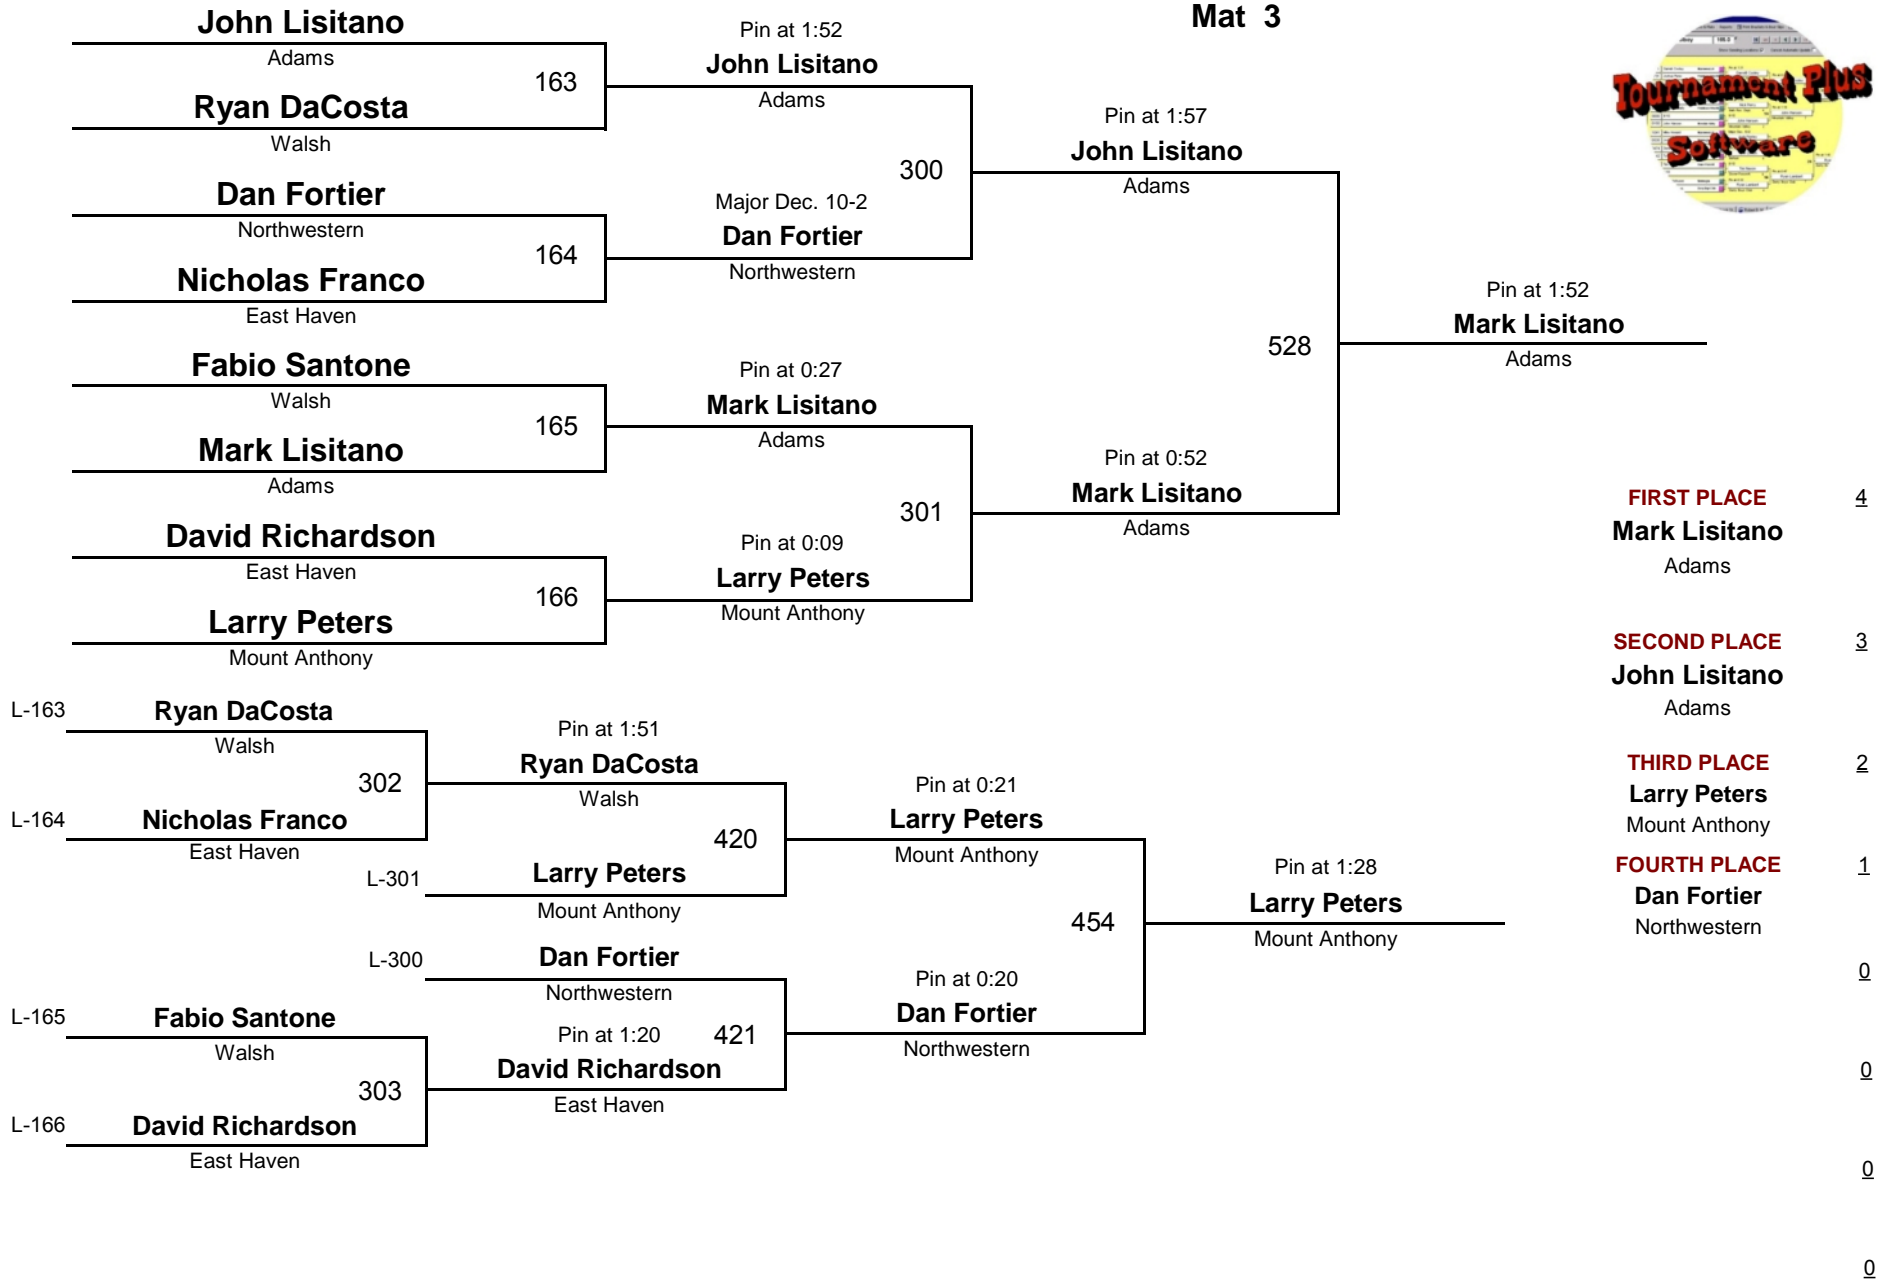 Mat 3
Tournament Plus
Software
John Lisitano
Adams
163
Ryan DaCosta
Walsh
Dan Fortier
Northwestern
164
Nicholas Franco
East Haven
Fabio Santone
Walsh
165
Mark Lisitano
Adams
David Richardson
East Haven
166
Larry Peters
Mount Anthony
Pin at 1:52
John Lisitano
Adams
300
Major Dec. 10-2
Dan Fortier
Northwestern
Pin at 0:27
Mark Lisitano
Adams
301
Pin at 0:09
Larry Peters
Mount Anthony
Pin at 1:57
John Lisitano
Adams
528
Pin at 0:52
Mark Lisitano
Adams
Pin at 1:52
Mark Lisitano
Adams
L-163
Ryan DaCosta
Walsh
302
L-164
Nicholas Franco
East Haven
L-165
Fabio Santone
Walsh
303
L-166
David Richardson
East Haven
Pin at 1:51
Ryan DaCosta
Walsh
420
L-301
Larry Peters
Mount Anthony
L-300
Dan Fortier
Northwestern
421
Pin at 1:20
David Richardson
East Haven
Pin at 0:21
Larry Peters
Mount Anthony
454
Pin at 0:20
Dan Fortier
Northwestern
Pin at 1:28
Larry Peters
Mount Anthony
FIRST PLACE 4
Mark Lisitano
Adams
SECOND PLACE 3
John Lisitano
Adams
THIRD PLACE 2
Larry Peters
Mount Anthony
FOURTH PLACE 1
Dan Fortier
Northwestern
0
0
0
0